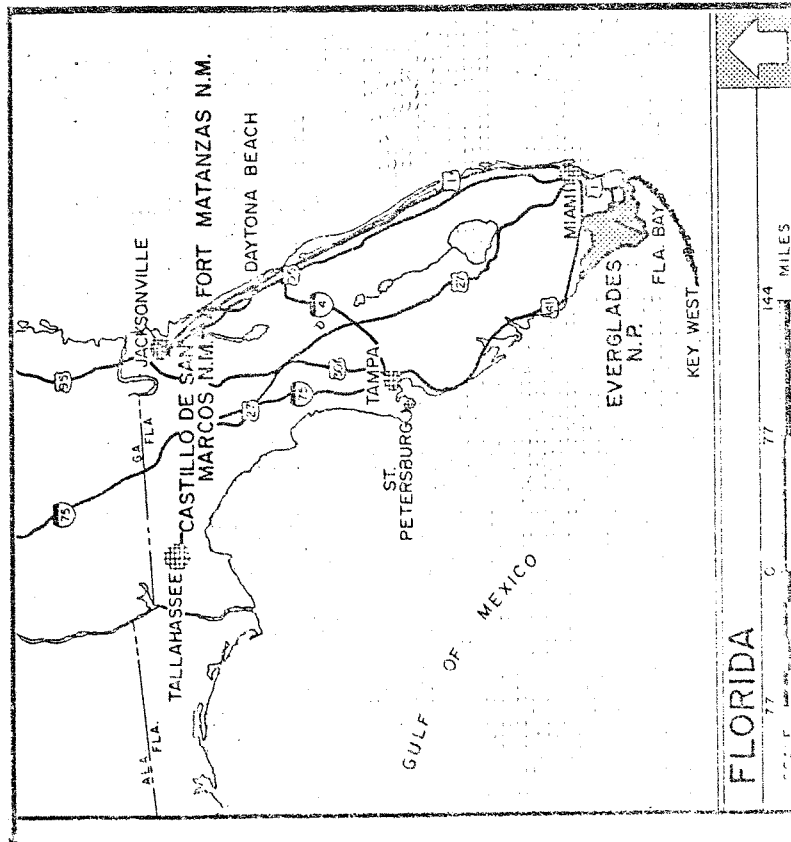 95
75
GA
FLA
ALA.
FLA.
JACKSONVILLE
TALLAHASSEE
CASTILLO DE SAN
MARCOS N.M.
FORT MATANZAS N.M.
DAYTONA BEACH
27
75
4
TAMPA
ST.
PETERSBURG
27
1
41
MIAMI
1
EVERGLADES
N.P.
FLA. BAY
KEY WEST
GULF OF MEXICO
FLORIDA
77 0 77 144 MILES